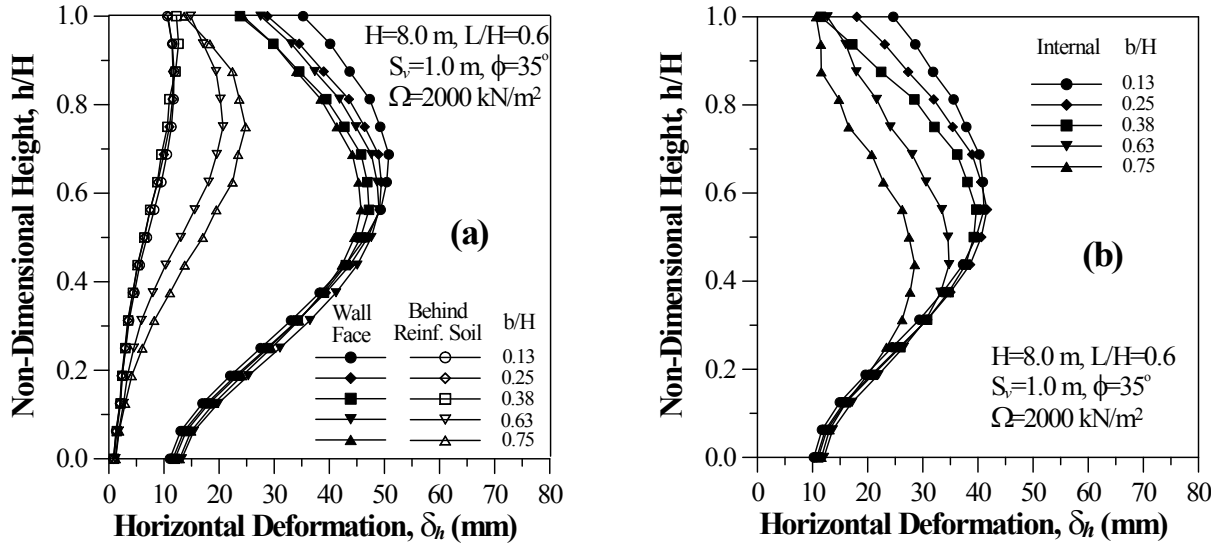 Non-Dimensional Height, h/H
1.0
0.8
0.6
0.4
0.2
0.0
H=8.0 m, L/H=0.6
Sᵥ=1.0 m, ϕ=35°
Ω=2000 kN/m²
(a)
Wall Face
Behind Reinf. Soil
b/H
0.13
0.25
0.38
0.63
0.75
0 10 20 30 40 50 60 70 80
Horizontal Deformation, δₕ (mm)
Non-Dimensional Height, h/H
1.0
0.8
0.6
0.4
0.2
0.0
Internal b/H
0.13
0.25
0.38
0.63
0.75
(b)
H=8.0 m, L/H=0.6
Sᵥ=1.0 m, ϕ=35°
Ω=2000 kN/m²
0 10 20 30 40 50 60 70 80
Horizontal Deformation, δₕ (mm)